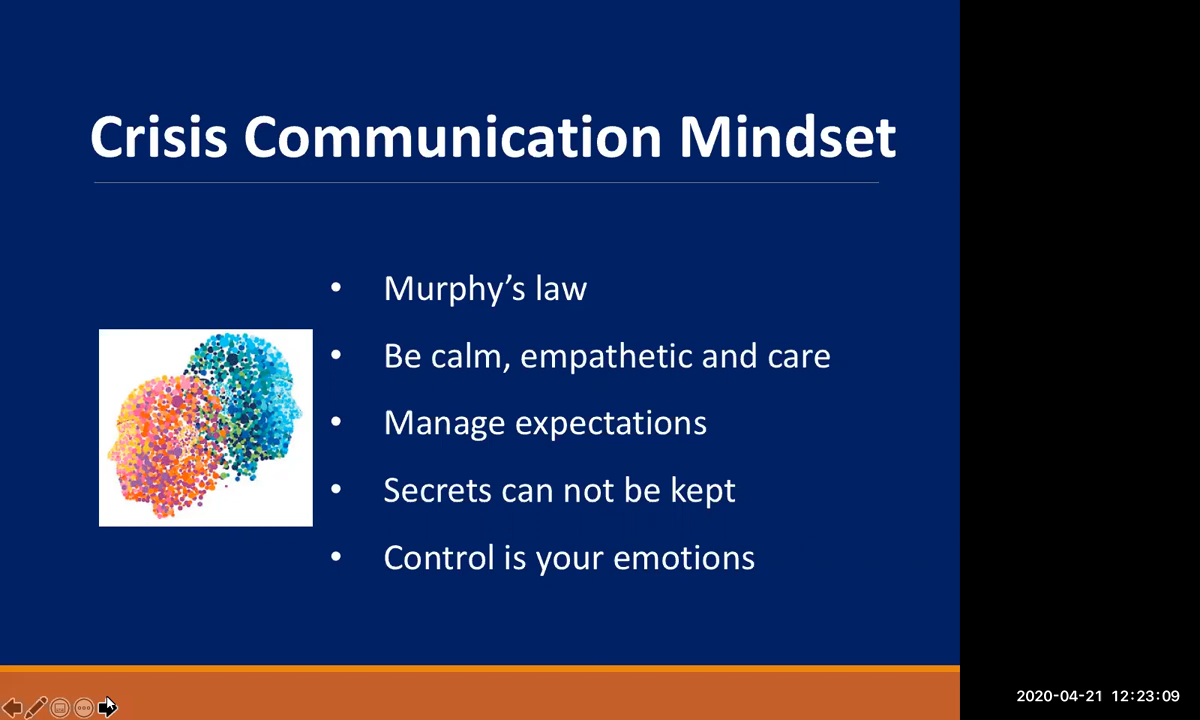 Crisis Communication Mindset
• Murphy’s law
• Be calm, empathetic and care
• Manage expectations
• Secrets can not be kept
• Control is your emotions
2020-04-21 12:23:09